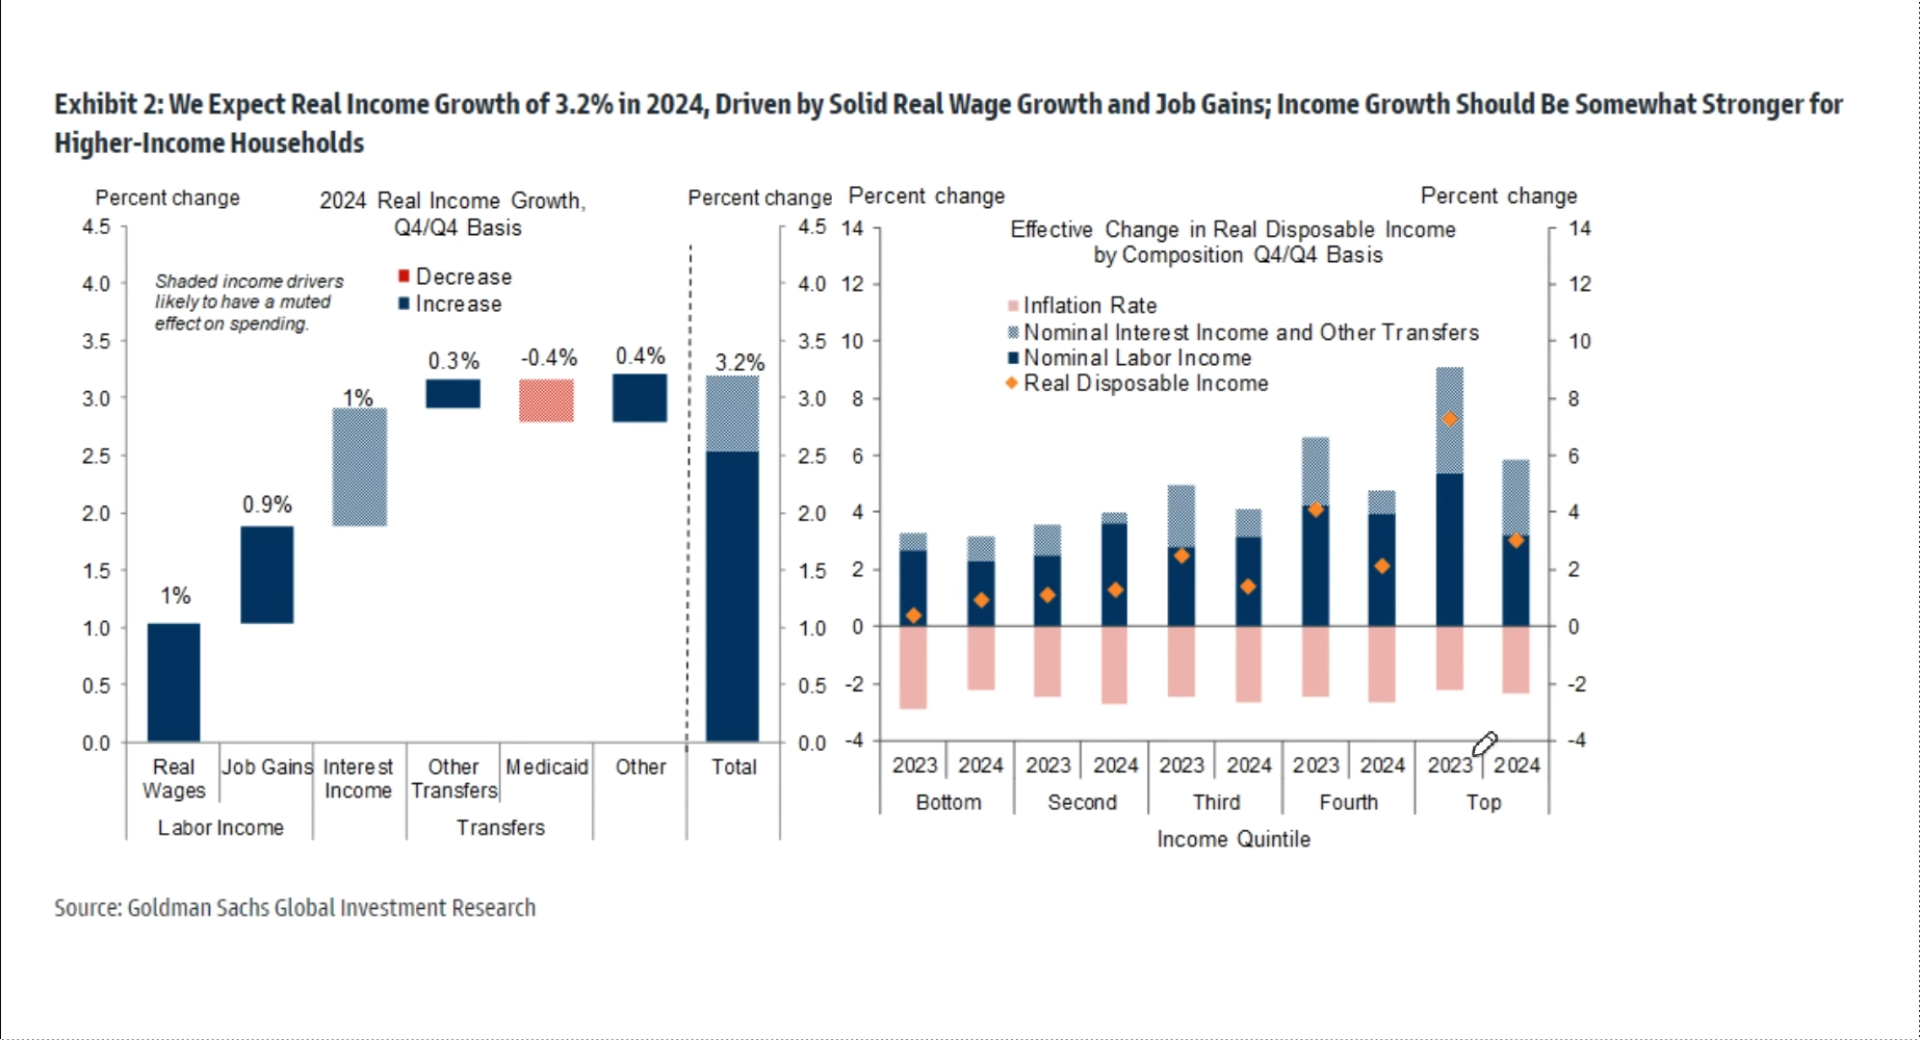 Exhibit 2: We Expect Real Income Growth of 3.2% in 2024, Driven by Solid Real Wage Growth and Job Gains; Income Growth Should Be Somewhat Stronger for
Higher-Income Households
Percent change
2024 Real Income Growth,
Q4/Q4 Basis
Percent change
Shaded income drivers
likely to have a muted
effect on spending.
Decrease
Increase
4.5
4.0
3.5
3.0
2.5
2.0
1.5
1.0
0.5
0.0
1%
0.9%
1%
0.3%
-0.4%
0.4%
3.2%
4.5
4.0
3.5
3.0
2.5
2.0
1.5
1.0
0.5
0.0
Real
Wages
Job Gains
Interest
Income
Other
Transfers
Medicaid
Other
Total
Labor Income
Transfers
Percent change
Percent change
Effective Change in Real Disposable Income
by Composition Q4/Q4 Basis
Inflation Rate
Nominal Interest Income and Other Transfers
Nominal Labor Income
Real Disposable Income
14
12
10
8
6
4
2
0
-2
-4
14
12
10
8
6
4
2
0
-2
-4
2023 2024 2023 2024 2023 2024 2023 2024 2023 2024
Bottom Second Third Fourth Top
Income Quintile
Source: Goldman Sachs Global Investment Research